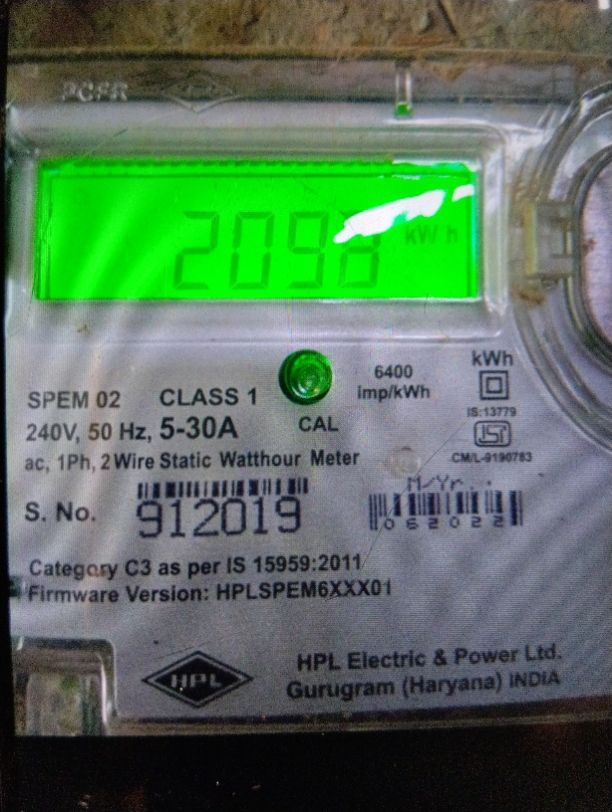 2098 kWh
6400
imp/kWh
kWh
SPEM 02 CLASS 1
IS:13779
240V, 50 Hz, 5-30A
CAL
ISI
CM/L-9190783
ac, 1Ph, 2 Wire Static Watthour Meter
M/Yr.
S. No. 912019
062022
Category C3 as per IS 15959:2011
Firmware Version: HPLSPEM6XXX01
HPL
HPL Electric & Power Ltd.
Gurugram (Haryana) INDIA